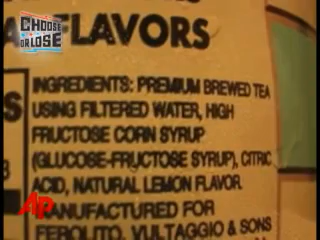 CHOOSE
OR LOSE
FLAVORS
INGREDIENTS: PREMIUM BREWED TEA
USING FILTERED WATER, HIGH
FRUCTOSE CORN SYRUP
(GLUCOSE-FRUCTOSE SYRUP), CITRIC
ACID, NATURAL LEMON FLAVOR.
MANUFACTURED FOR
FEROLITO, VULTAGGIO & SONS
AP